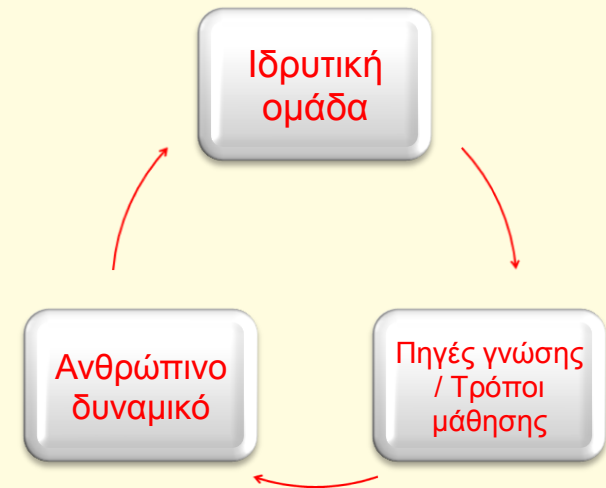 Ιδρυτική
ομάδα
Πηγές γνώσης
/ Τρόποι
μάθησης
Ανθρώπινο
δυναμικό